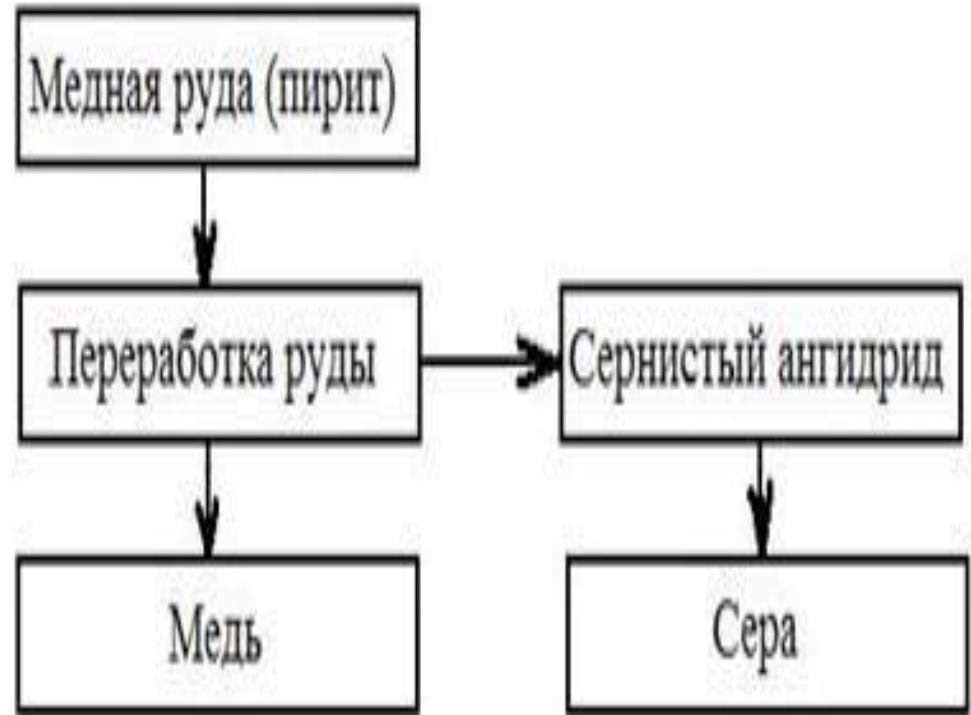 Медная руда (пирит)
Переработка руды
Сернистый ангидрид
Медь
Сера